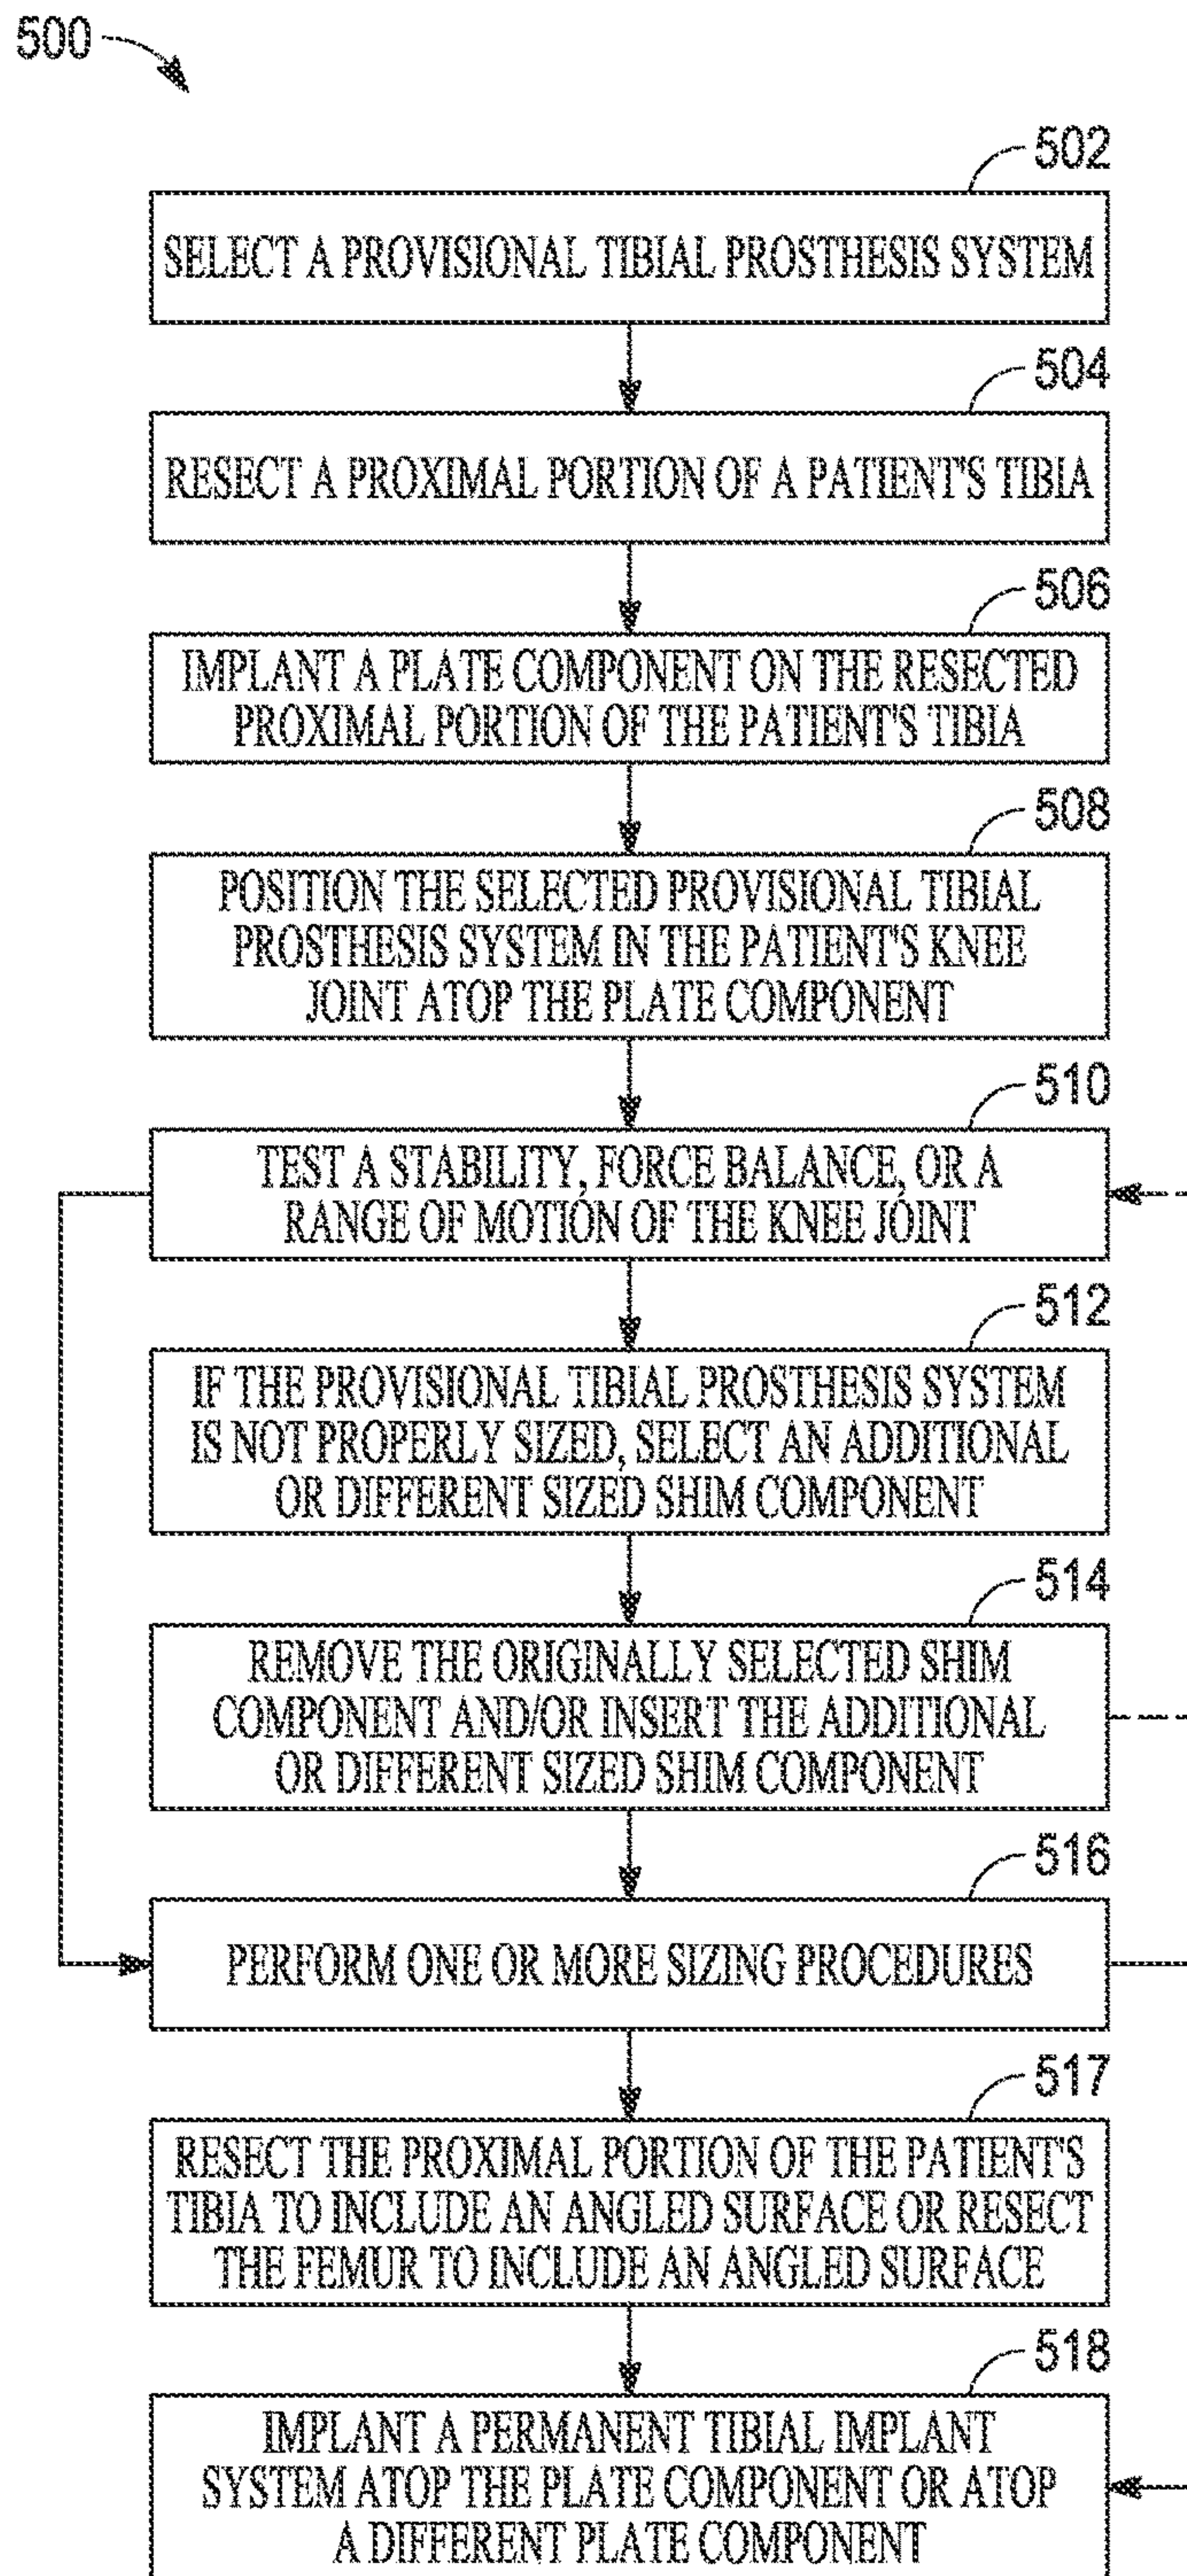 500
502
SELECT A PROVISIONAL TIBIAL PROSTHESIS SYSTEM
504
RESECT A PROXIMAL PORTION OF A PATIENT'S TIBIA
506
IMPLANT A PLATE COMPONENT ON THE RESECTED
PROXIMAL PORTION OF THE PATIENT'S TIBIA
508
POSITION THE SELECTED PROVISIONAL TIBIAL
PROSTHESIS SYSTEM IN THE PATIENT'S KNEE
JOINT ATOP THE PLATE COMPONENT
510
TEST A STABILITY, FORCE BALANCE, OR A
RANGE OF MOTION OF THE KNEE JOINT
512
IF THE PROVISIONAL TIBIAL PROSTHESIS SYSTEM
IS NOT PROPERLY SIZED, SELECT AN ADDITIONAL
OR DIFFERENT SIZED SHIM COMPONENT
514
REMOVE THE ORIGINALLY SELECTED SHIM
COMPONENT AND/OR INSERT THE ADDITIONAL
OR DIFFERENT SIZED SHIM COMPONENT
516
PERFORM ONE OR MORE SIZING PROCEDURES
517
RESECT THE PROXIMAL PORTION OF THE PATIENT'S
TIBIA TO INCLUDE AN ANGLED SURFACE OR RESECT
THE FEMUR TO INCLUDE AN ANGLED SURFACE
518
IMPLANT A PERMANENT TIBIAL IMPLANT
SYSTEM ATOP THE PLATE COMPONENT OR ATOP
A DIFFERENT PLATE COMPONENT